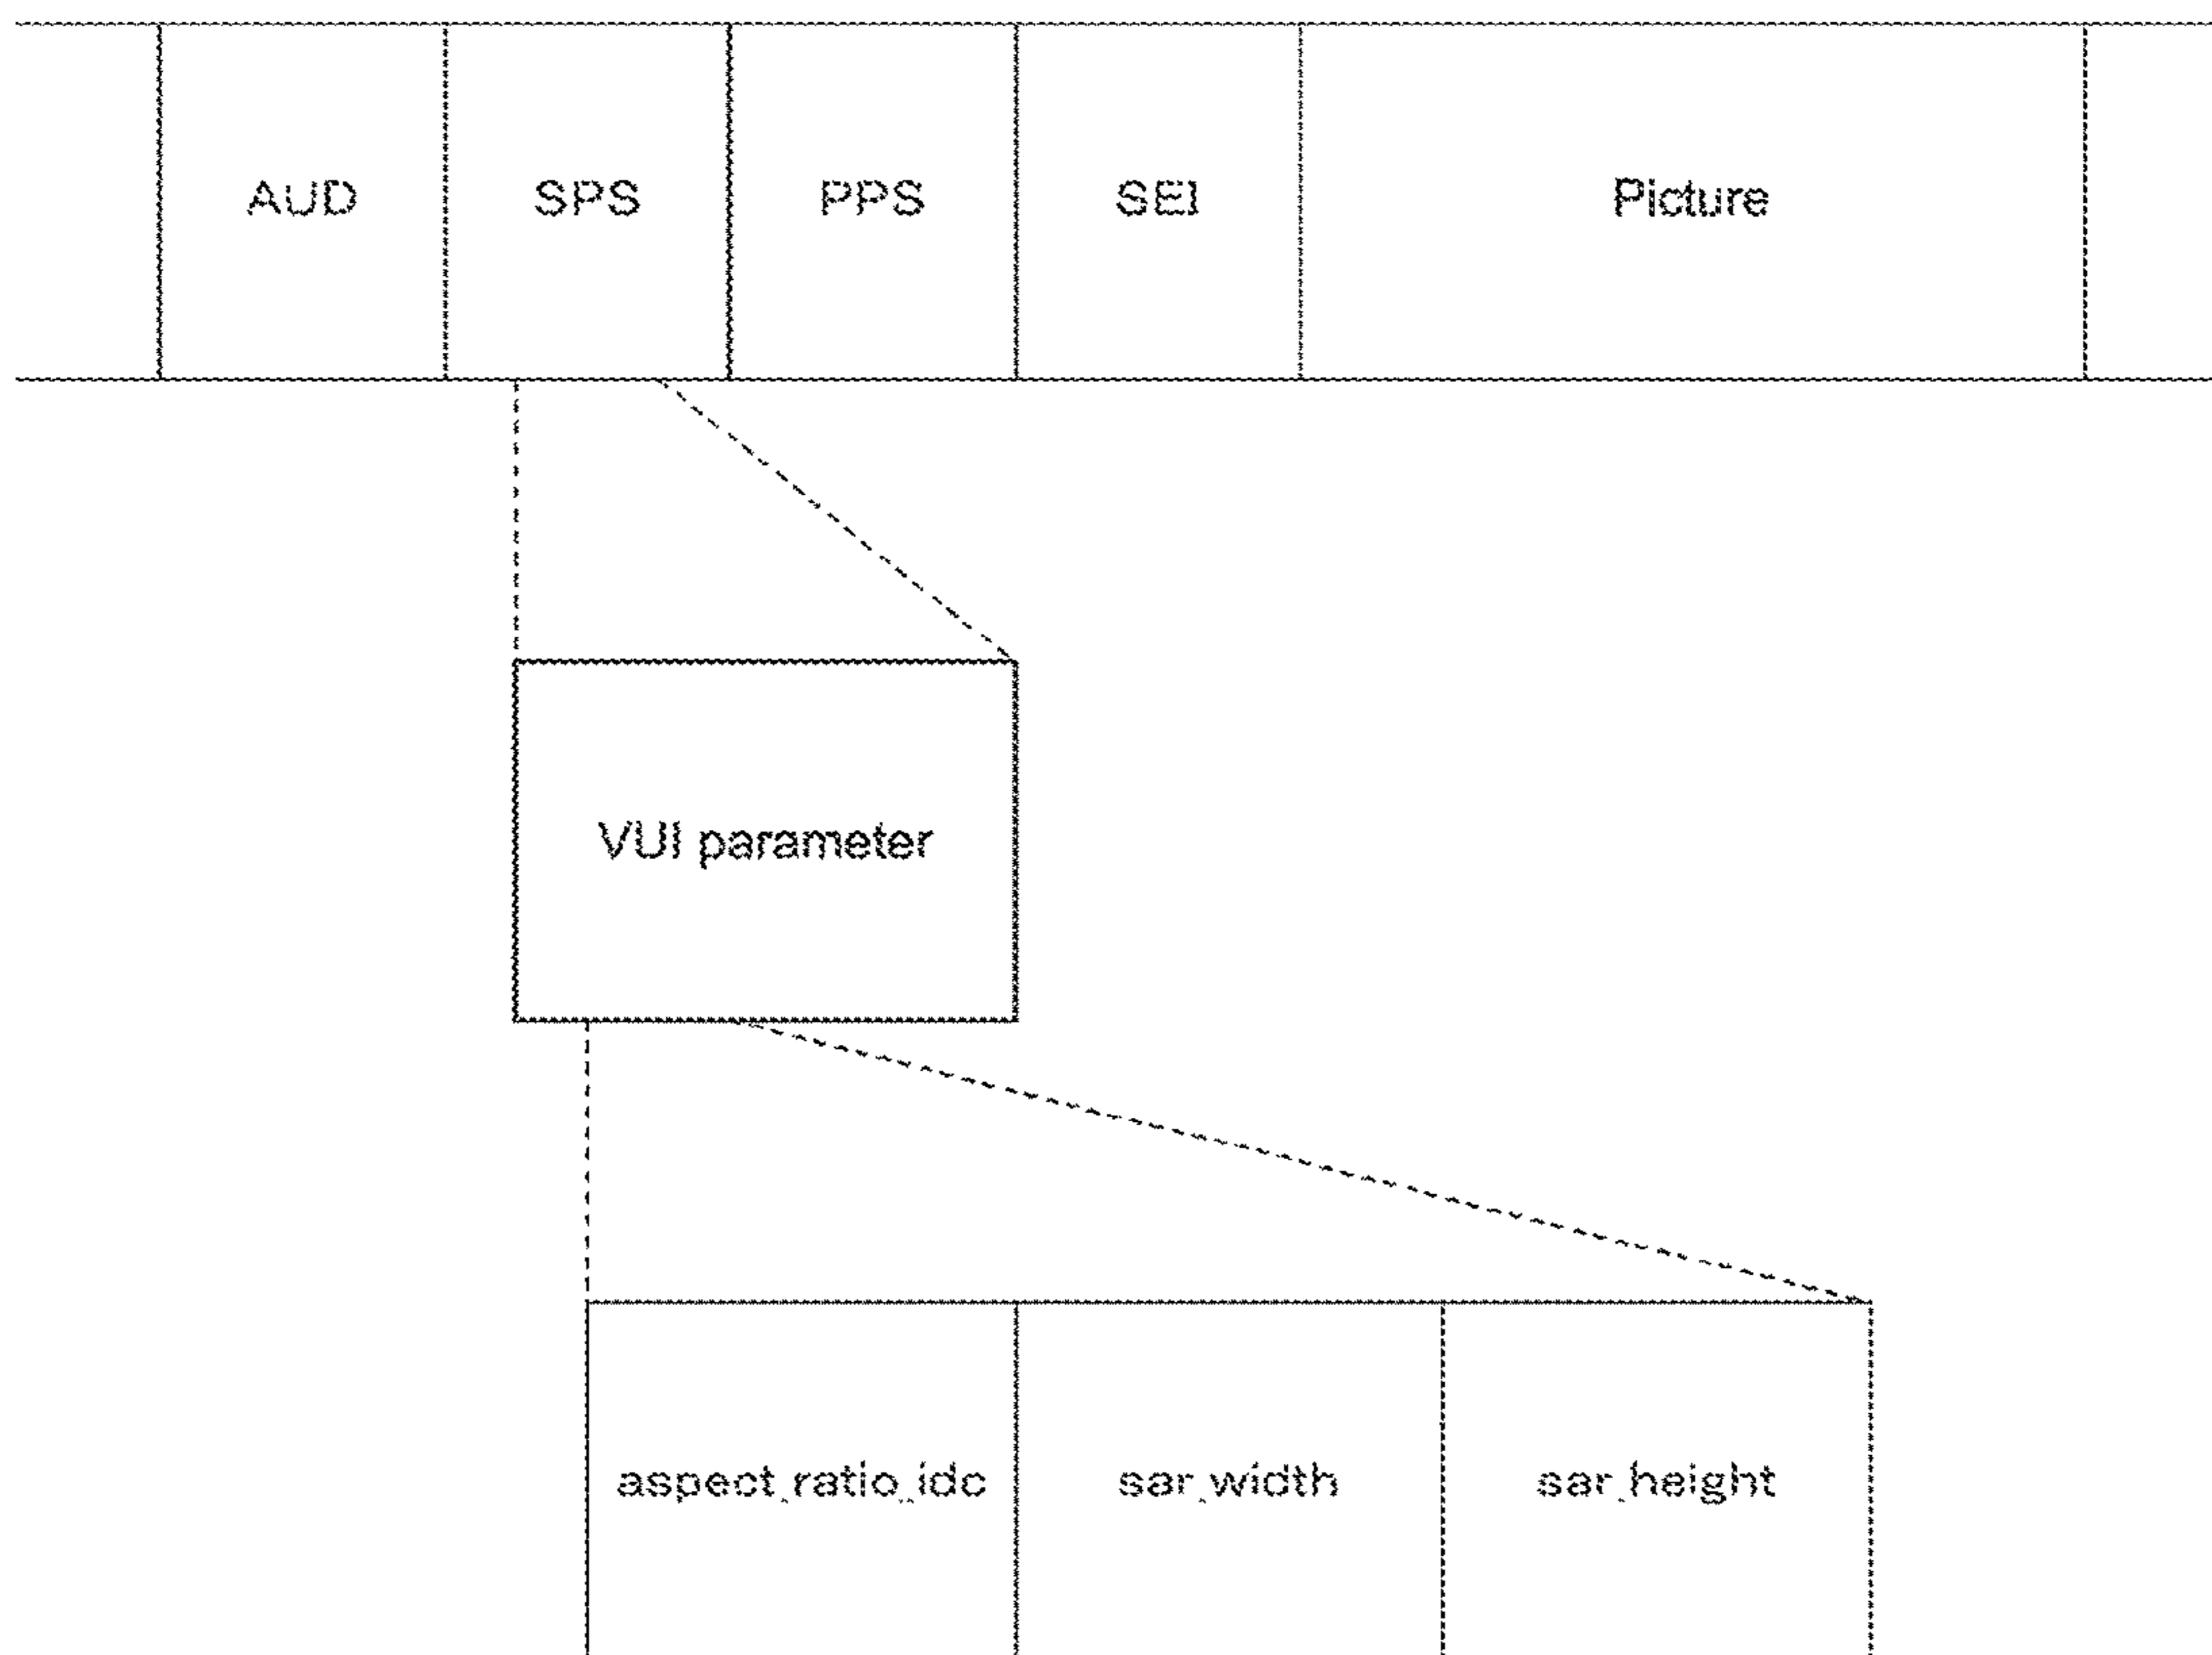 AUD SPS PPS SEI Picture
VUI parameter
aspect_ratio_idc sar_width sar_height